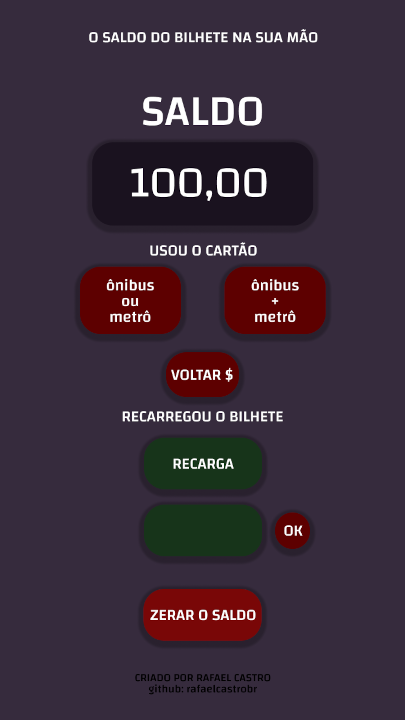 O SALDO DO BILHETE NA SUA MÃO
SALDO
100,00
USOU O CARTÃO
ônibus
ou
metrô
ônibus
+
metrô
VOLTAR $
RECARREGOU O BILHETE
RECARGA
OK
ZERAR O SALDO
CRIADO POR RAFAEL CASTRO
github: rafaelcastrobr